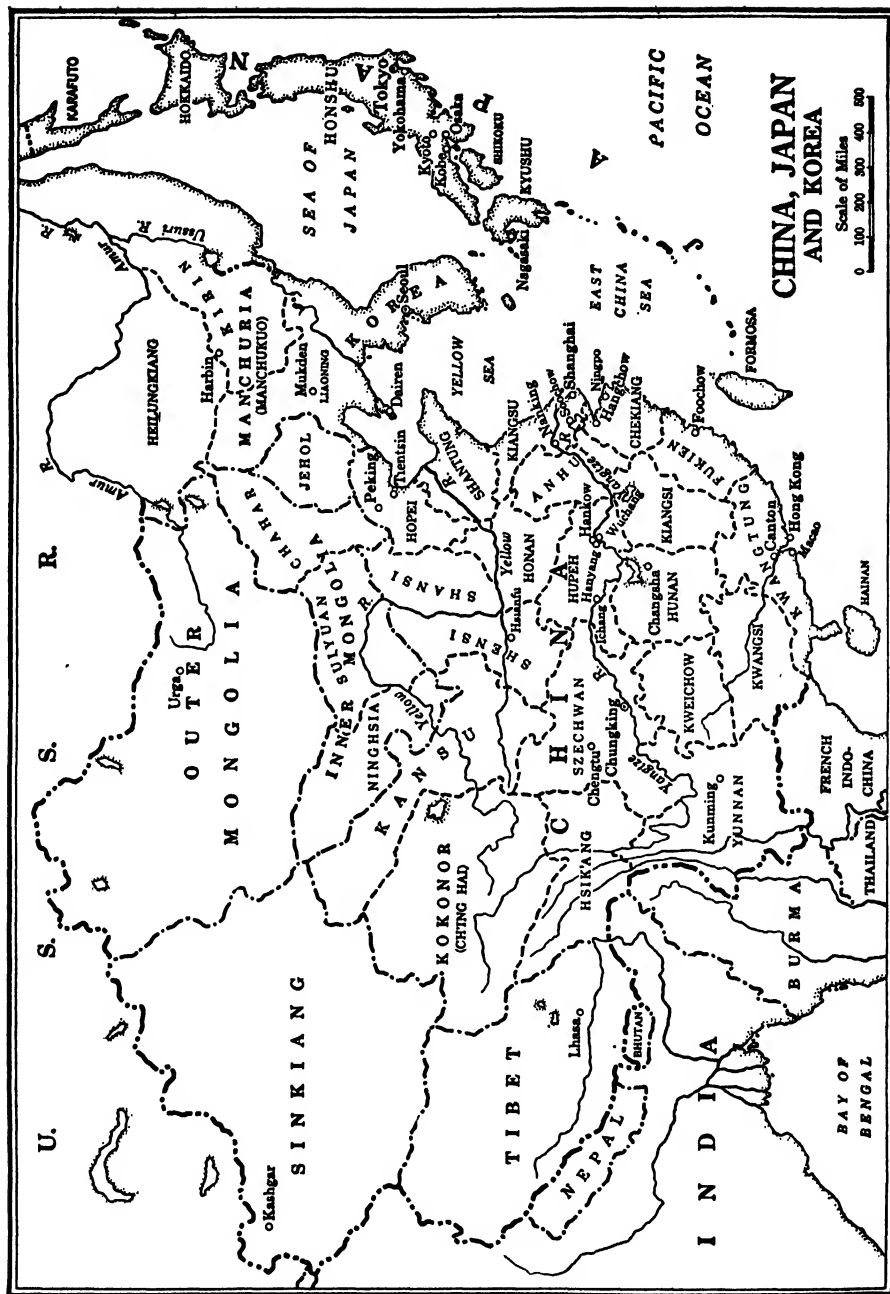 CHINA, JAPAN
AND KOREA
Scale of Miles
0 100 200 300 400 500
U. S. S. R.
KARAFUTO
HOKKAIDO
HONSHU
Tokyo
Yokohama
Kyoto
Kobe
Osaka
SHIKOKU
KYUSHU
Nagasaki
JAPAN
SEA OF
JAPAN
PACIFIC
OCEAN
EAST
CHINA
SEA
YELLOW
SEA
KOREA
Seoul
FORMOSA
Amur R.
Amur R.
Ussuri R.
HEILUNGKIANG
KIRIN
Harbin
MANCHURIA
(MANCHUKUO)
Mukden
LIAONING
Dairen
JEHOL
CHAHAR
OUTER
MONGOLIA
Urga
SUIYUAN
INNER MONGOLIA
NINGHSIA
KANSU
Yellow R.
Peking
Tientsin
HOPEI
SHANTUNG
SHANSI
SHENSI
Yellow R.
HONAN
Hsianfu
KIANGSU
Nanking
Soochow
Shanghai
Ningpo
Hangchow
CHEKIANG
ANHUI
Yangtze R.
Hankow
Wuchang
Hanyang
HUPEH
Ichang
KIANGSI
Changsha
HUNAN
FUKIEN
Foochow
KWANGTUNG
Canton
Hong Kong
Macao
HAINAN
KWANGSI
KWEICHOW
CHINA
SZECHWAN
Chengtu
Chungking
Yangtze R.
Kunming
YUNNAN
HSIK'ANG
KOKONOR
(CH'ING HAI)
SINKIANG
Kashgar
TIBET
Lhasa
NEPAL
BHUTAN
INDIA
BURMA
BAY OF
BENGAL
THAILAND
FRENCH
INDO-
CHINA